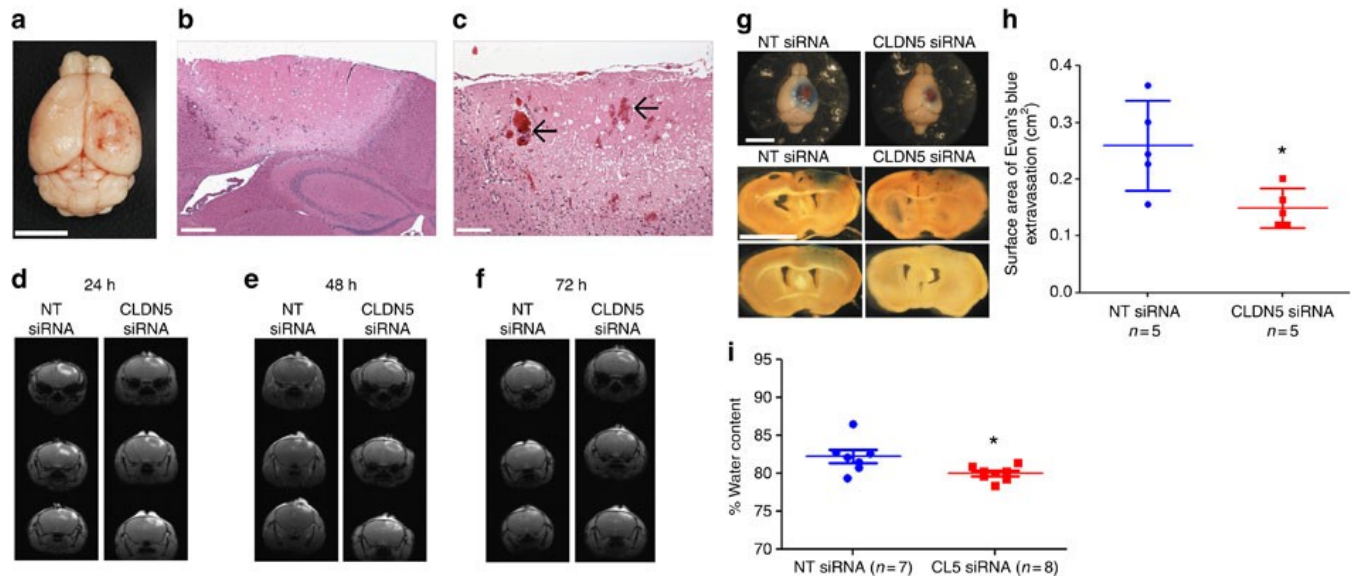 a
b
c
d
24 h
NT
siRNA
CLDN5
siRNA
e
48 h
NT
siRNA
CLDN5
siRNA
f
72 h
NT
siRNA
CLDN5
siRNA
g
NT siRNA
CLDN5 siRNA
NT siRNA
CLDN5 siRNA
h
Surface area of Evan's blue
extravasation (cm²)
0.4
0.3
0.2
0.1
0.0
*
NT siRNA
n=5
CLDN5 siRNA
n=5
i
% Water content
95
90
85
80
75
70
*
NT siRNA (n=7)
CL5 siRNA (n=8)